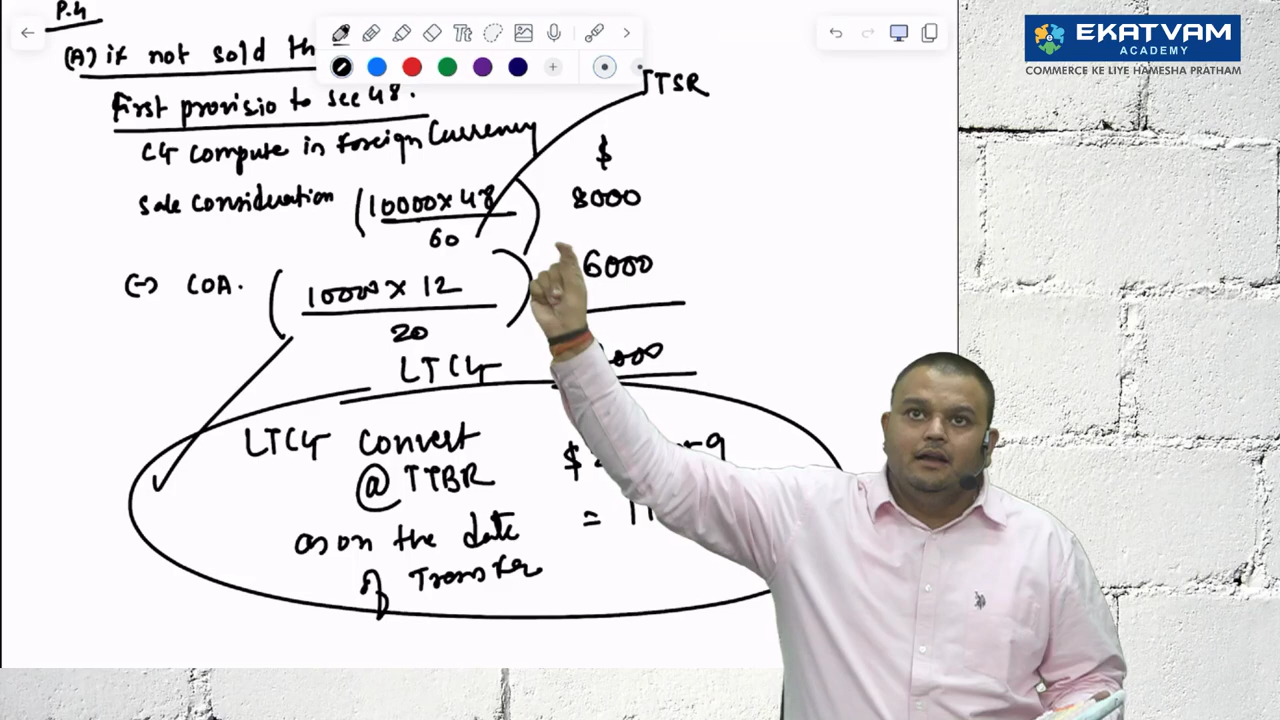 P.4
EKATVAM
ACADEMY
COMMERCE KE LIYE HAMESHA PRATHAM
(A) if not sold
First provisio to sec 48.
TTSR
CG compute in Foreign Currency
$
Sale Consideration (10000 x 48 / 60) 8000
(-) COA. (10000 x 12 / 20) 6000
LTCG
LTCG convert
@ TTBR $
as on the date =
of Transfer
Tt